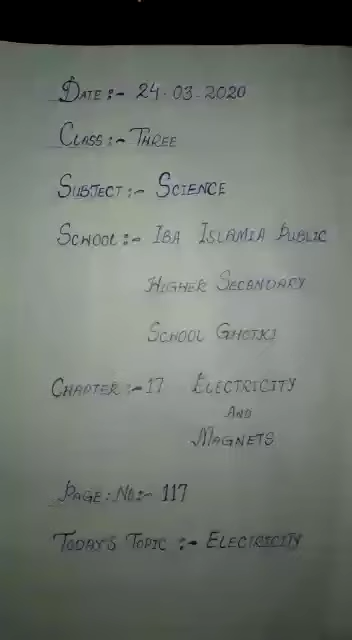 DATE :- 24-03-2020
CLASS :- THREE
SUBJECT :- SCIENCE
SCHOOL :- IBA ISLAMIA PUBLIC
HIGHER SECONDARY
SCHOOL GHOTKI
CHAPTER :- 17 ELECTRICITY
AND
MAGNETS
PAGE: NO:- 117
TODAY'S TOPIC :- ELECTRICITY